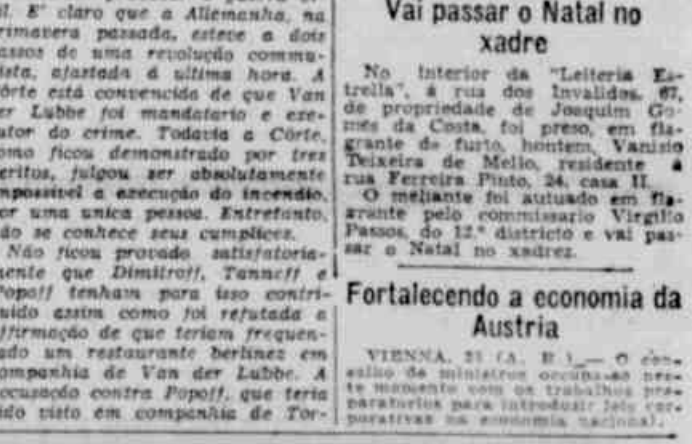 il. E' claro que a Allemanha, na
primavera passada, esteve a dois
passos de uma revolução commu-
nista, afastada á ultima hora. A
Côrte está convencida de que Van
der Lubbe foi mandatario e exe-
cutor do crime. Todavia a Côrte,
como ficou demonstrado por tres
peritos, julgou ser absolutamente
impossivel a execução do incendio,
por uma unica pessoa. Entretanto,
não se conhece seus cumplices.
Não ficou provado satisfatoria-
mente que Dimitroff, Tanneff e
Popoff tenham para isso contri-
buido assim como foi refutada a
affirmação de que teriam frequen-
tado um restaurante berlinez em
companhia de Van der Lubbe. A
accusação contra Popoff, que teria
sido visto em companhia de Tor-
Vai passar o Natal no
xadre
No interior da "Leiteria Es-
trella", á rua dos Invalidos, 67,
de propriedade de Joaquim Go-
mes da Costa, foi preso, em fla-
grante de furto, hontem, Vanisio
Teixeira de Mello, residente á
rua Ferreira Pinto, 24, casa II.
O meliante foi autuado em fla-
grante pelo commissario Virgilio
Passos, do 12.º districto e vai pas-
sar o Natal no xadrez.
Fortalecendo a economia da
Austria
VIENNA, 21 (A. B.) — O con-
selho de ministros occupa-se nes-
te momento com os trabalhos pre-
paratorios para introduzir leis cor-
porativas na economia nacional.